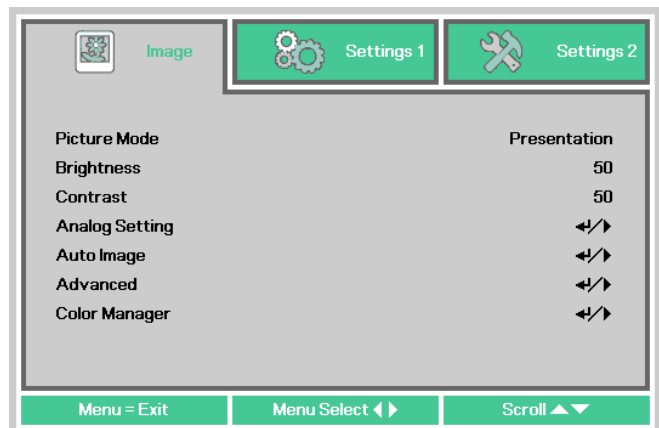 Image Settings 1 Settings 2
Picture Mode Presentation
Brightness 50
Contrast 50
Analog Setting ↵/▶
Auto Image ↵/▶
Advanced ↵/▶
Color Manager ↵/▶
Menu = Exit Menu Select ◀ ▶ Scroll ▲▼